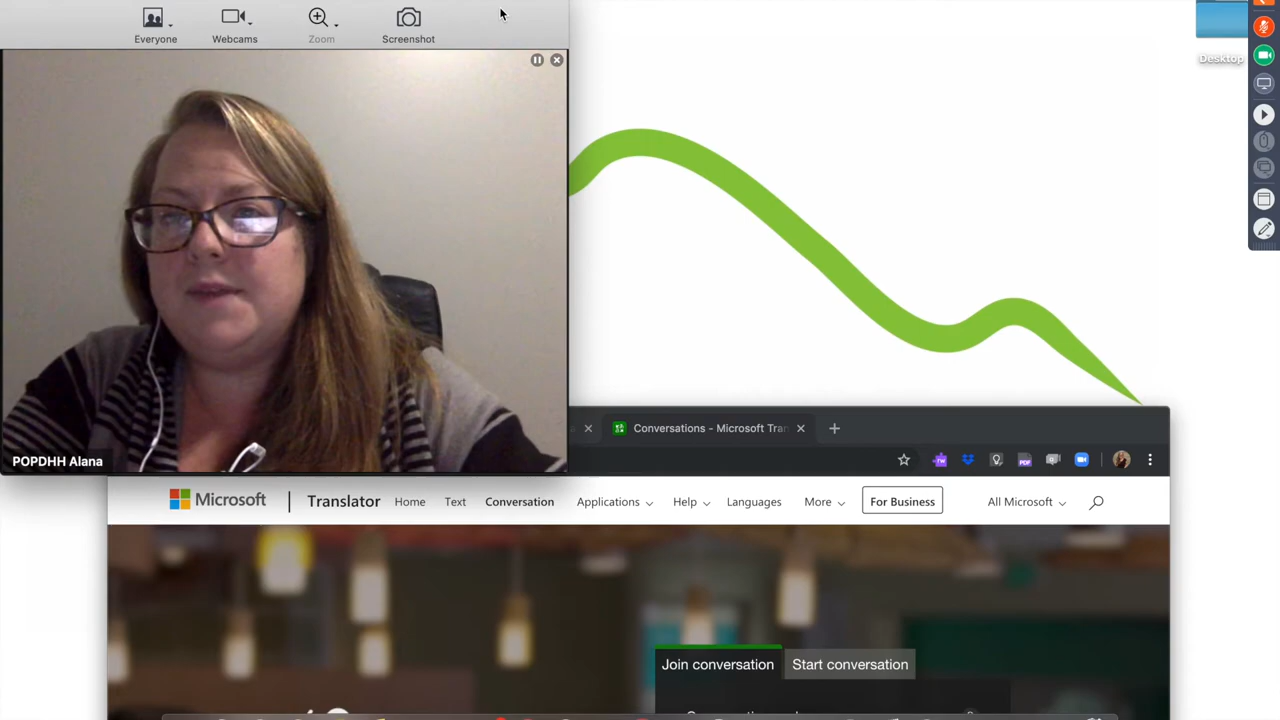 Everyone
Webcams
Zoom
Screenshot
Desktop
POPDHH Alana
Conversations - Microsoft Tran
PDF
Microsoft
Translator Home Text Conversation Applications Help Languages More For Business All Microsoft
Join conversation Start conversation